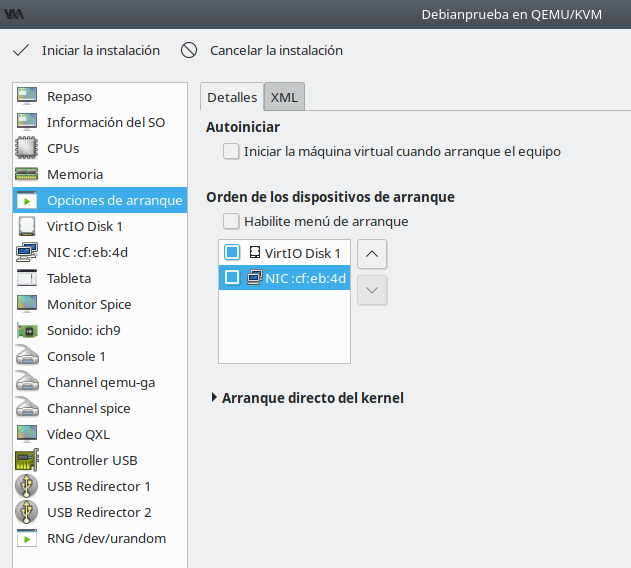 Debianprueba en QEMU/KVM
Iniciar la instalación
Cancelar la instalación
Repaso
Información del SO
CPUs
Memoria
Opciones de arranque
VirtIO Disk 1
NIC :cf:eb:4d
Tableta
Monitor Spice
Sonido: ich9
Console 1
Channel qemu-ga
Channel spice
Vídeo QXL
Controller USB
USB Redirector 1
USB Redirector 2
RNG /dev/urandom
Detalles
XML
Autoiniciar
Iniciar la máquina virtual cuando arranque el equipo
Orden de los dispositivos de arranque
Habilite menú de arranque
VirtIO Disk 1
NIC :cf:eb:4d
Arranque directo del kernel